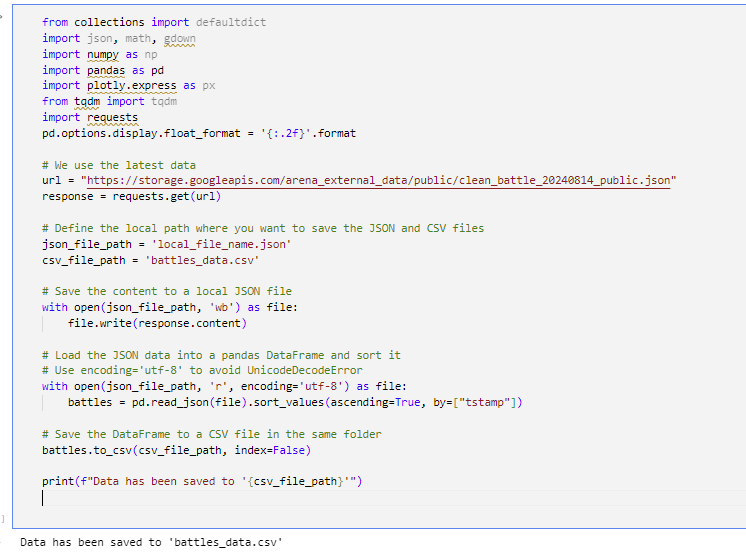 from collections import defaultdict
import json, math, gdown
import numpy as np
import pandas as pd
import plotly.express as px
from tqdm import tqdm
import requests
pd.options.display.float_format = '{:.2f}'.format
# We use the latest data
url = "https://storage.googleapis.com/arena_external_data/public/clean_battle_20240814_public.json"
response = requests.get(url)
# Define the local path where you want to save the JSON and CSV files
json_file_path = 'local_file_name.json'
csv_file_path = 'battles_data.csv'
# Save the content to a local JSON file
with open(json_file_path, 'wb') as file:
    file.write(response.content)
# Load the JSON data into a pandas DataFrame and sort it
# Use encoding='utf-8' to avoid UnicodeDecodeError
with open(json_file_path, 'r', encoding='utf-8') as file:
    battles = pd.read_json(file).sort_values(ascending=True, by=["tstamp"])
# Save the DataFrame to a CSV file in the same folder
battles.to_csv(csv_file_path, index=False)
print(f"Data has been saved to '{csv_file_path}'")
]
Data has been saved to 'battles_data.csv'